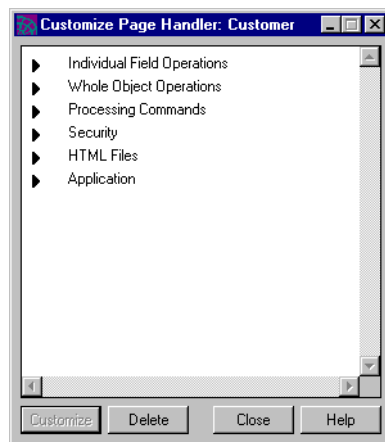 Customize Page Handler: Customer
Individual Field Operations
Whole Object Operations
Processing Commands
Security
HTML Files
Application
Customize Delete Close Help